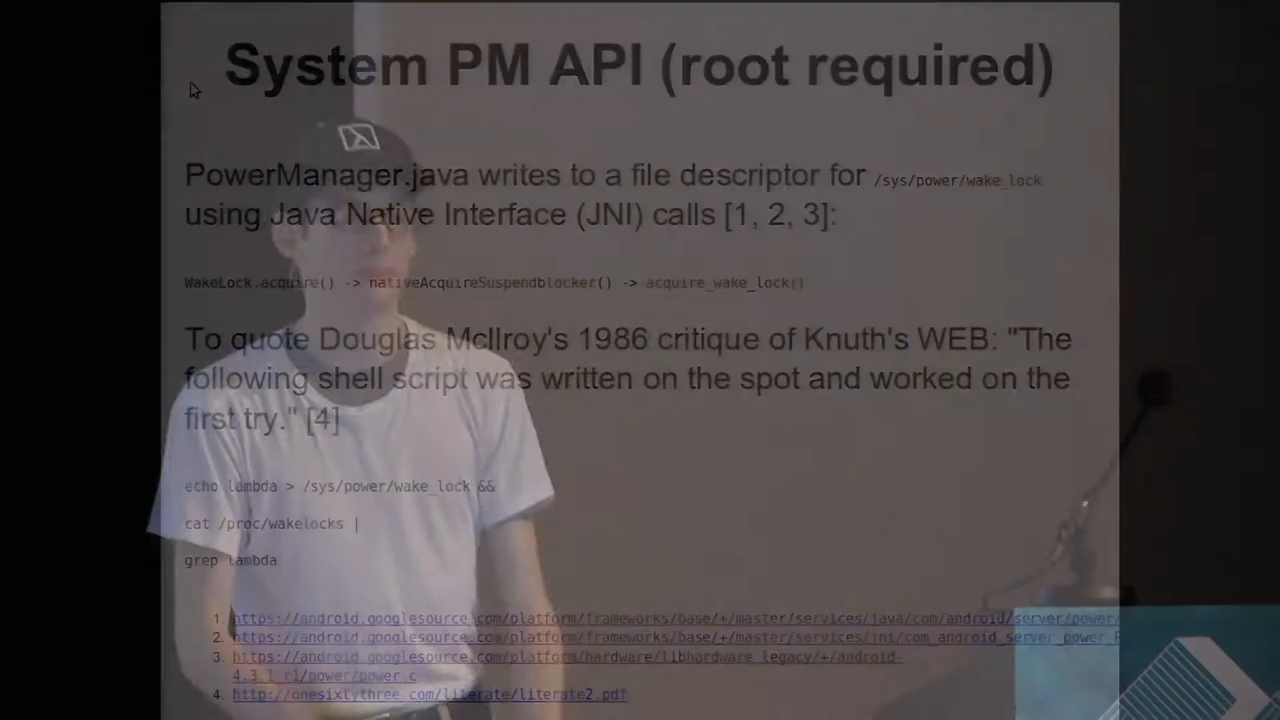 System PM API (root required)
PowerManager.java writes to a file descriptor for /sys/power/wake_lock
using Java Native Interface (JNI) calls [1, 2, 3]:
WakeLock.acquire() -> nativeAcquireSuspendblocker() -> acquire_wake_lock()
To quote Douglas McIlroy's 1986 critique of Knuth's WEB: "The
following shell script was written on the spot and worked on the
first try." [4]
echo lambda > /sys/power/wake_lock &&
cat /proc/wakelocks |
grep lambda
1. https://android.googlesource.com/platform/frameworks/base/+/master/services/java/com/android/server/power/
2. https://android.googlesource.com/platform/frameworks/base/+/master/services/jni/com_android_server_power_
3. https://android.googlesource.com/platform/hardware/libhardware_legacy/+/android-
4.3.1_r1/power/power.c
4. http://onesixtythree.com/literate/literate2.pdf